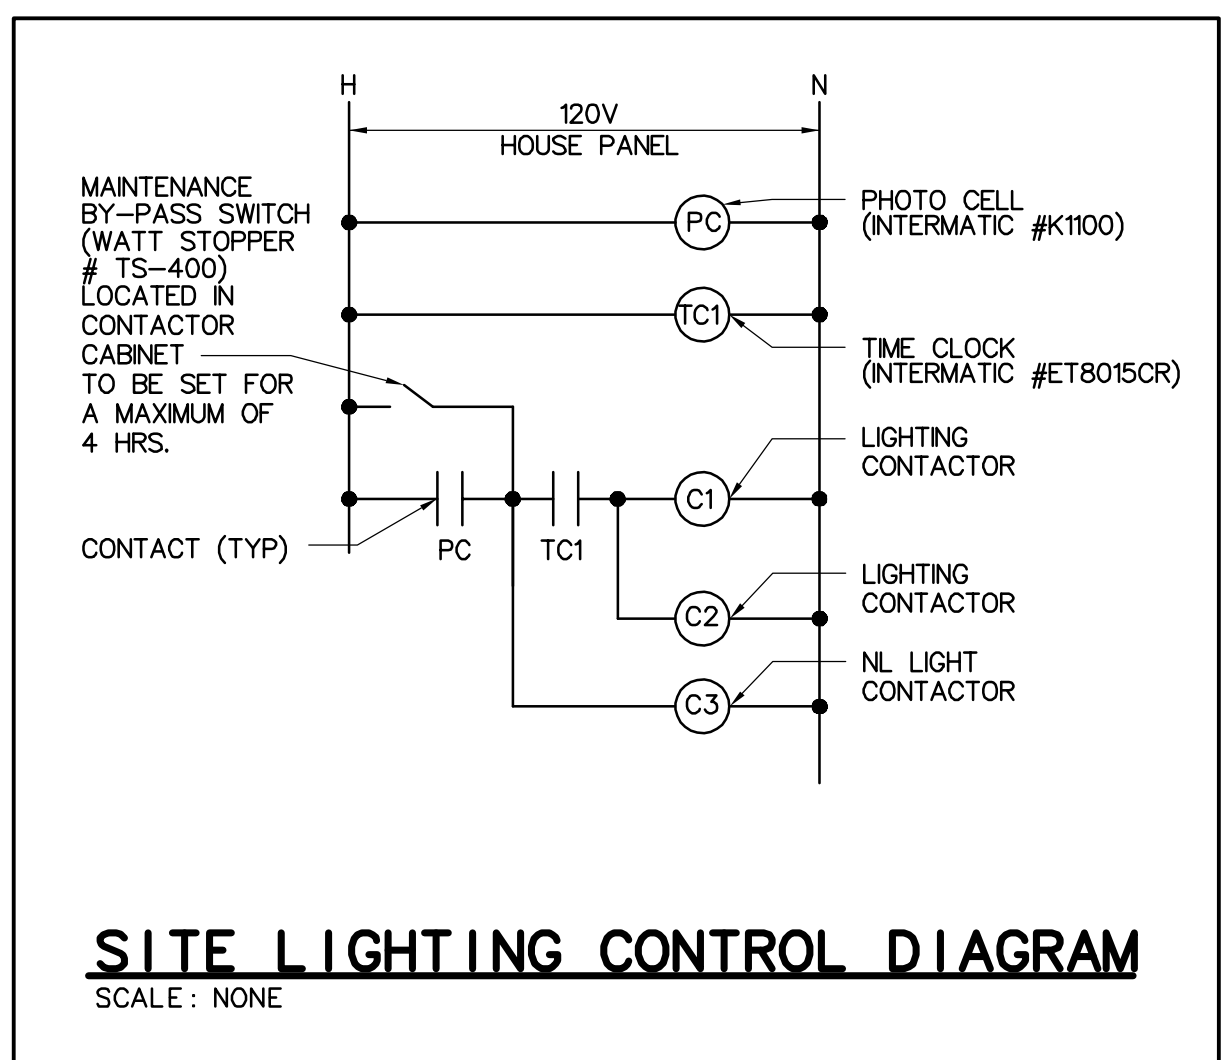 H
N
120V
HOUSE PANEL
MAINTENANCE
BY-PASS SWITCH
(WATT STOPPER
# TS-400)
LOCATED IN
CONTACTOR
CABINET
TO BE SET FOR
A MAXIMUM OF
4 HRS.
PC
PHOTO CELL
(INTERMATIC #K1100)
TC1
TIME CLOCK
(INTERMATIC #ET8015CR)
LIGHTING
CONTACTOR
C1
CONTACT (TYP)
PC
TC1
LIGHTING
CONTACTOR
C2
NL LIGHT
CONTACTOR
C3
SITE LIGHTING CONTROL DIAGRAM
SCALE: NONE